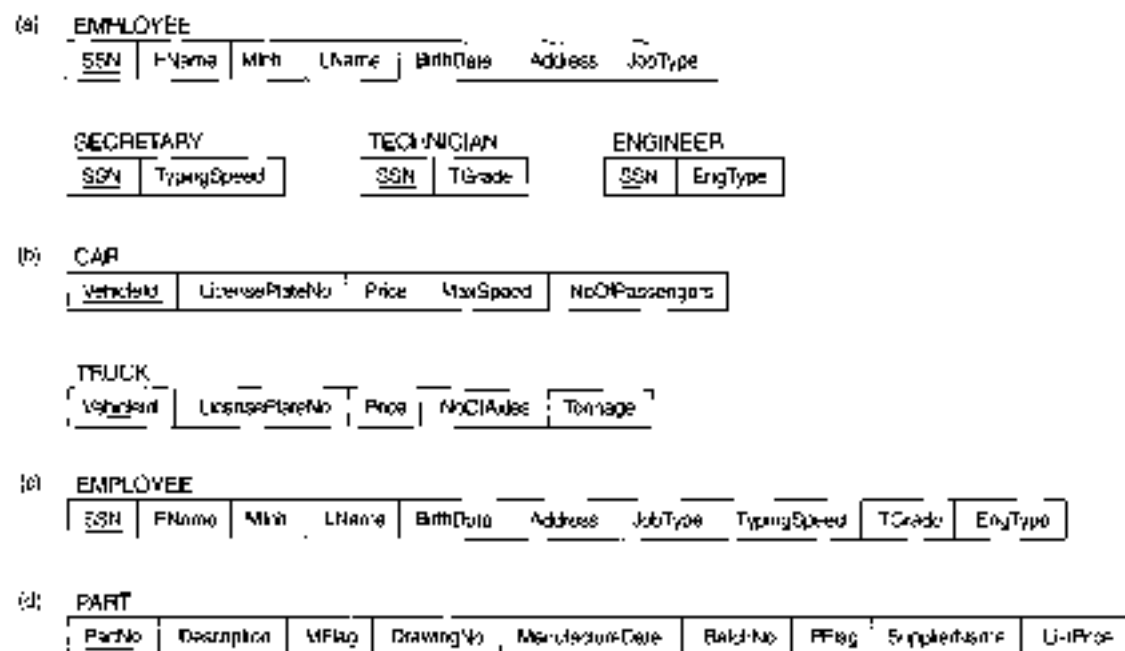 (a) EMPLOYEE
SSN FName MInit LName BirthDate Address JobType
SECRETARY TECHNICIAN ENGINEER
SSN TypingSpeed SSN TGrade SSN EngType
(b) CAR
VehicleId LicensePlateNo Price MaxSpeed NoOfPassengers
TRUCK
VehicleId LicensePlateNo Price NoOfAxles Tonnage
(c) EMPLOYEE
SSN FName MInit LName BirthDate Address JobType TypingSpeed TGrade EngType
(d) PART
PartNo Description MFlag DrawingNo ManufactureDate BatchNo PFlag SupplierName ListPrice